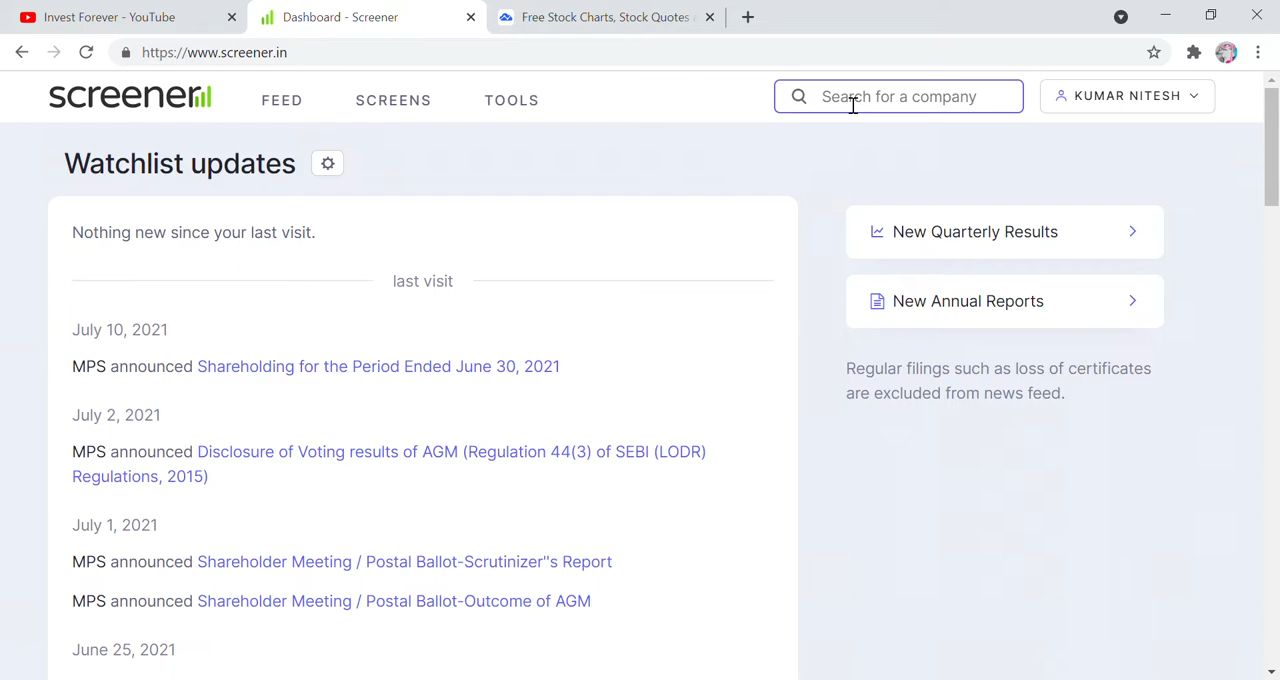 Invest Forever - YouTube
Dashboard - Screener
Free Stock Charts, Stock Quotes
https://www.screener.in
screener
FEED
SCREENS
TOOLS
Search for a company
KUMAR NITESH
Watchlist updates
Nothing new since your last visit.
last visit
July 10, 2021
MPS announced Shareholding for the Period Ended June 30, 2021
July 2, 2021
MPS announced Disclosure of Voting results of AGM (Regulation 44(3) of SEBI (LODR)
Regulations, 2015)
July 1, 2021
MPS announced Shareholder Meeting / Postal Ballot-Scrutinizer"s Report
MPS announced Shareholder Meeting / Postal Ballot-Outcome of AGM
June 25, 2021
New Quarterly Results
New Annual Reports
Regular filings such as loss of certificates
are excluded from news feed.